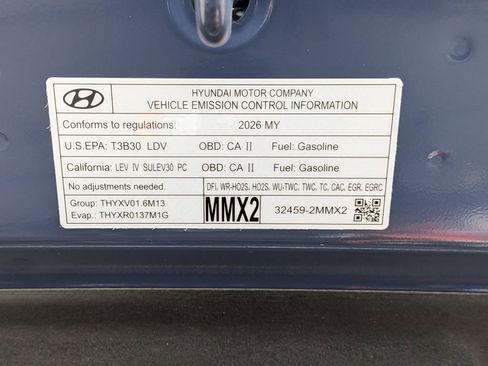 HYUNDAI MOTOR COMPANY
VEHICLE EMISSION CONTROL INFORMATION
Conforms to regulations: 2026 MY
U.S.EPA: T3B30 LDV OBD: CA II Fuel: Gasoline
California: LEV IV SULEV30 PC OBD: CA II Fuel: Gasoline
No adjustments needed. DFI, WR-HO2S, HO2S, WU-TWC, TWC, TC, CAC, EGR, EGRC
Group: THYXV01.6M13
Evap.: THYXR0137M1G
MMX2 32459-2MMX2